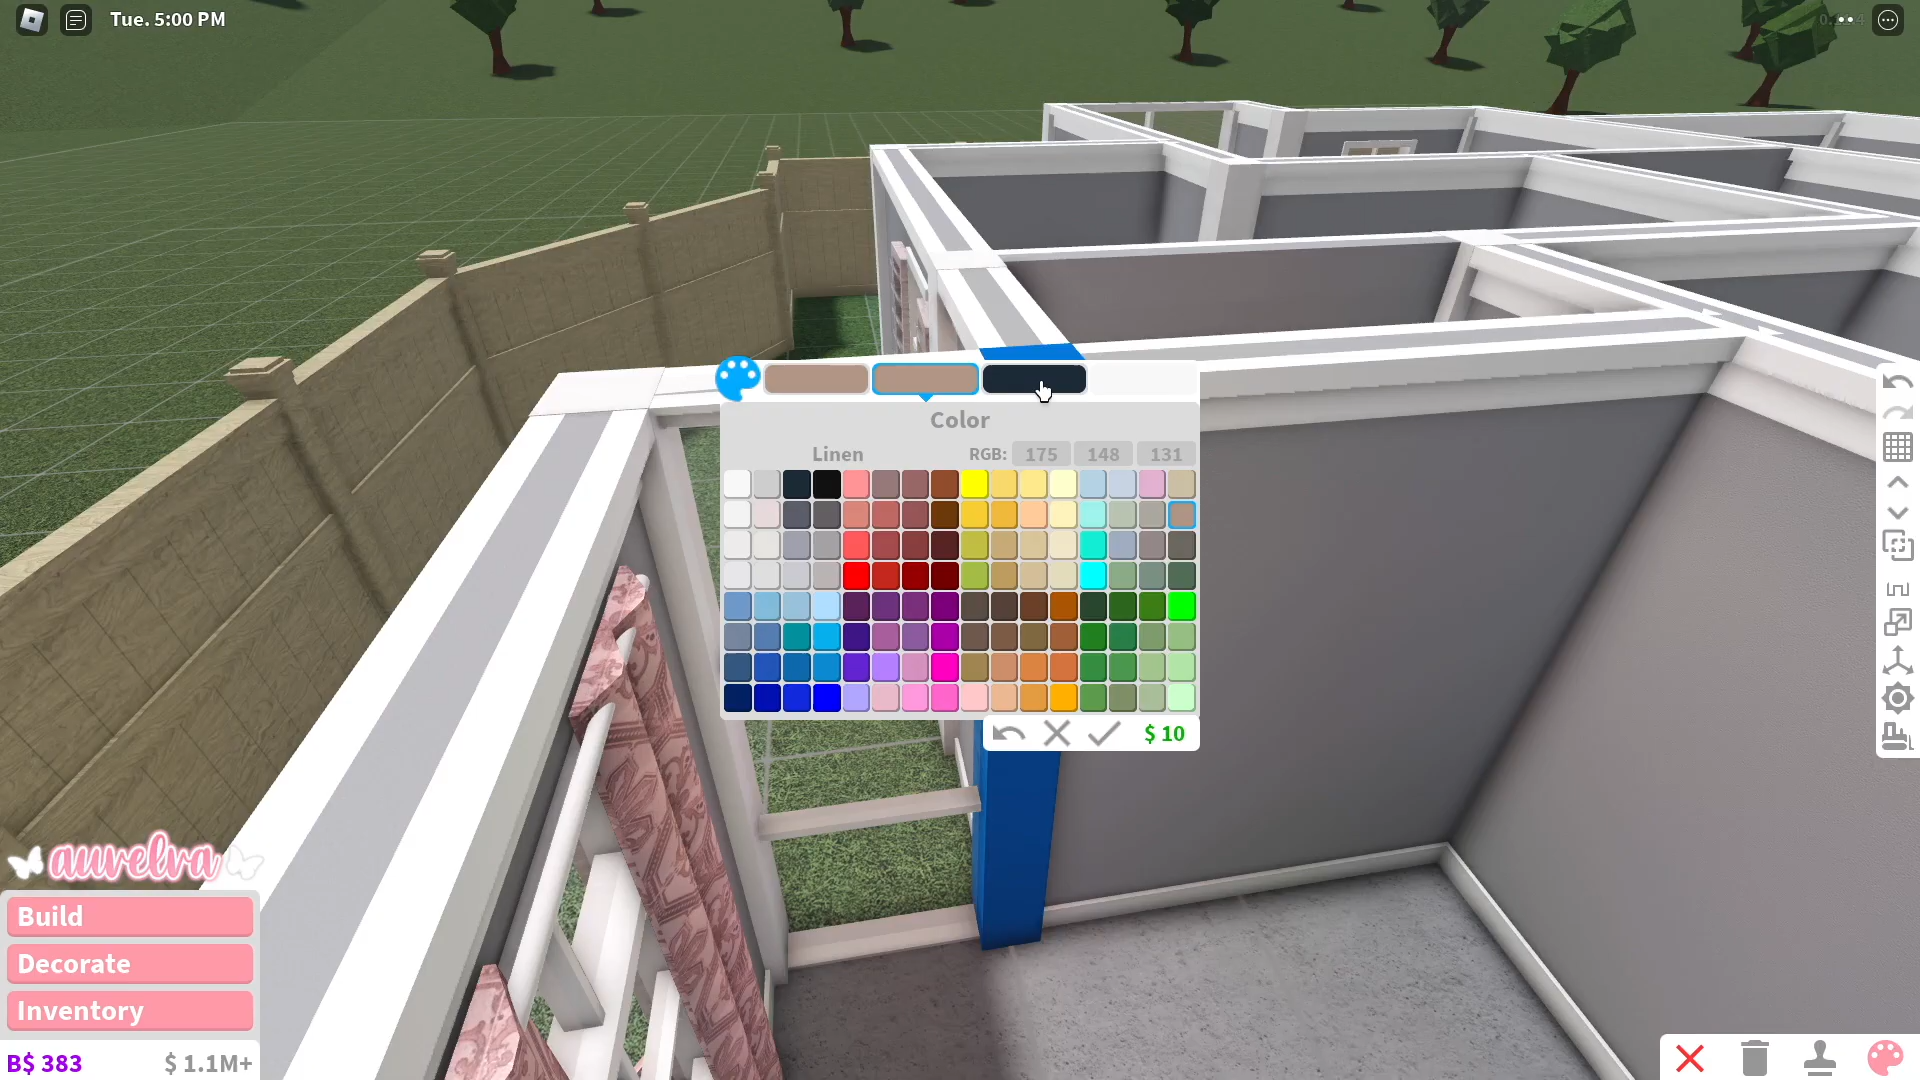 Tue. 5:00 PM
Color
Linen
RGB: 175 148 131
$ 10
aurelva
Build
Decorate
Inventory
B$ 383
$ 1.1M+